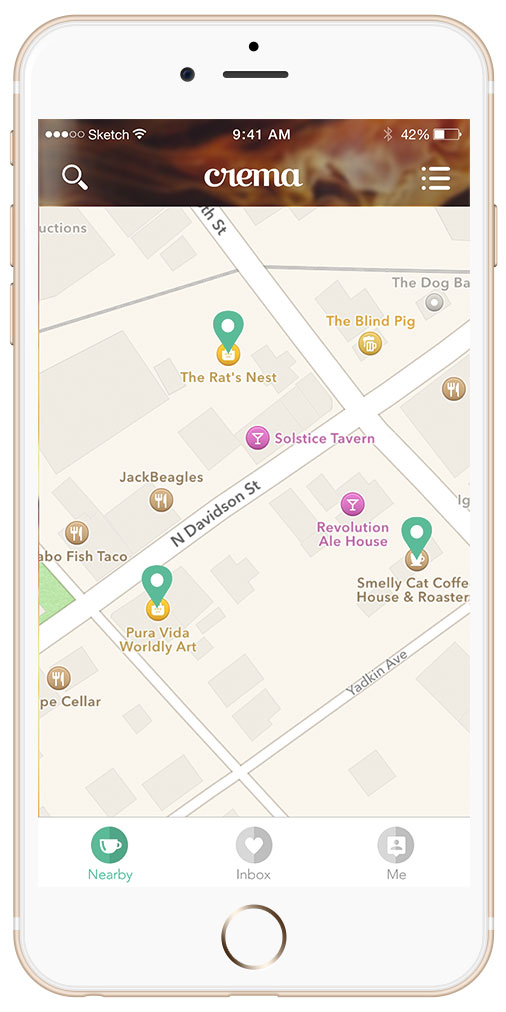 Sketch 9:41 AM 42%
crema
th St
uctions
The Dog Ba
The Blind Pig
The Rat's Nest
Solstice Tavern
JackBeagles
N Davidson St
Ig
Revolution
Ale House
abo Fish Taco
Smelly Cat Coffe
House & Roaster
Pura Vida
Worldly Art
Yadkin Ave
pe Cellar
Nearby Inbox Me